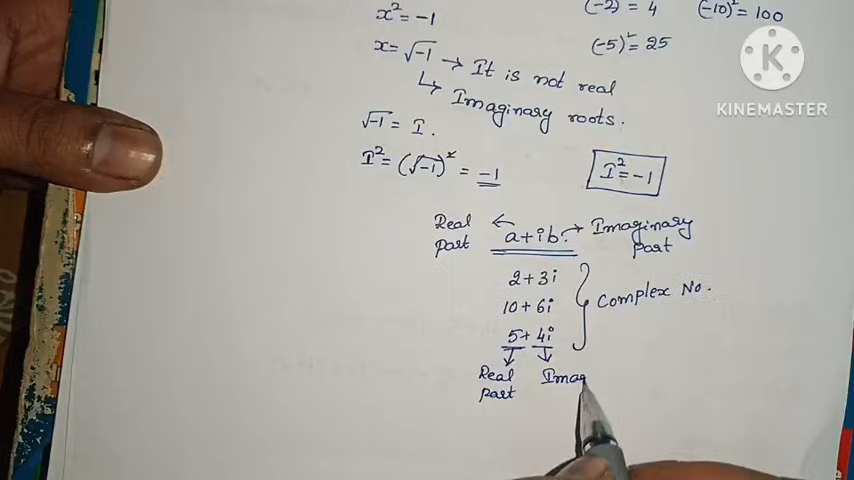 x² = -1
(-2) = 4
(-10)² = 100
x = √-1 → It is not real
(-5)² = 25
↳ Imaginary roots.
√-1 = I.
I² = (√-1)² = -1
I² = -1
Real part ← a+ib. → Imaginary part
2+3i
10+6i
5+4i
} Complex No.
Real part
Imag
K
KINEMASTER